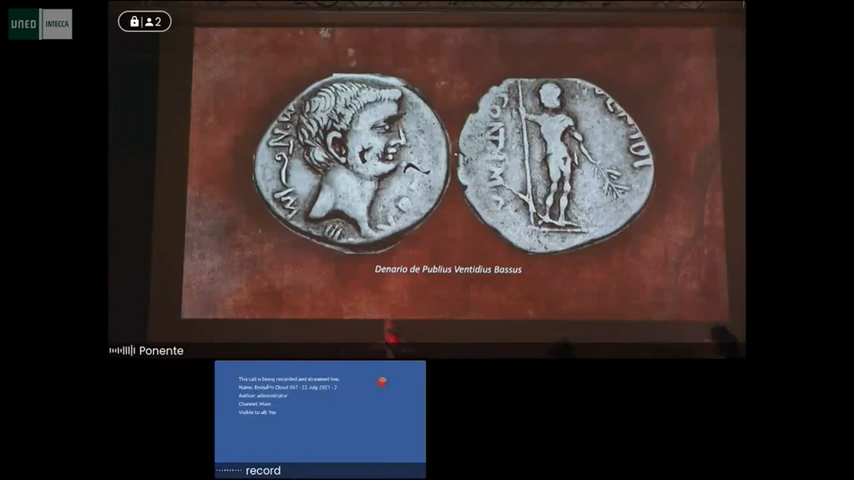 UNED INTECCA
2
Denario de Publius Ventidius Bassus
Ponente
This call is being recorded and streamed live.
Author: administrator
Channel: Main
Visible to all: Yes
record